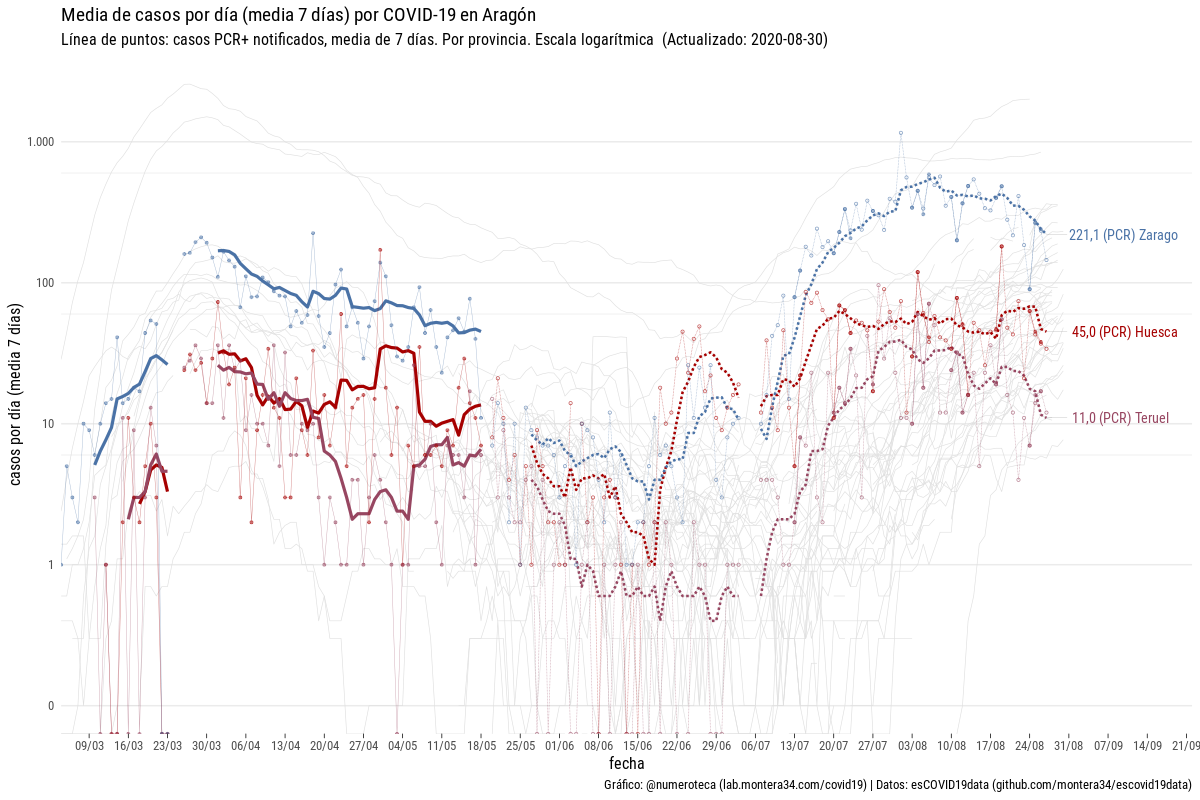 Media de casos por día (media 7 días) por COVID-19 en Aragón
Línea de puntos: casos PCR+ notificados, media de 7 días. Por provincia. Escala logarítmica (Actualizado: 2020-08-30)
casos por día (media 7 días)
1.000
100
10
1
0
221,1 (PCR) Zarago
45,0 (PCR) Huesca
11,0 (PCR) Teruel
09/03 16/03 23/03 30/03 06/04 13/04 20/04 27/04 04/05 11/05 18/05 25/05 01/06 08/06 15/06 22/06 29/06 06/07 13/07 20/07 27/07 03/08 10/08 17/08 24/08 31/08 07/09 14/09 21/09
fecha
Gráfico: @numeroteca (lab.montera34.com/covid19) | Datos: esCOVID19data (github.com/montera34/escovid19data)